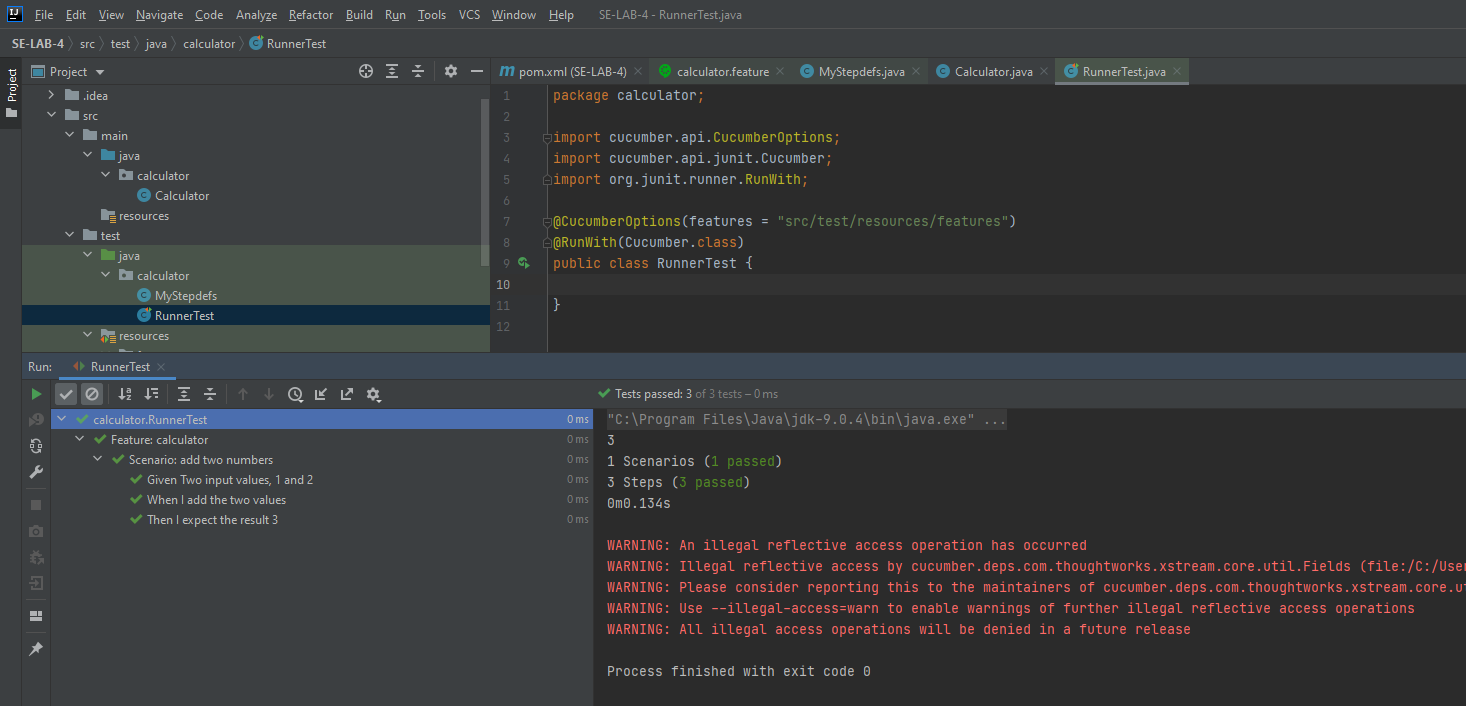 File Edit View Navigate Code Analyze Refactor Build Run Tools VCS Window Help SE-LAB-4 - RunnerTest.java
SE-LAB-4 src test java calculator RunnerTest
Project
Project
pom.xml (SE-LAB-4) calculator.feature MyStepdefs.java Calculator.java RunnerTest.java
.idea
src
main
java
calculator
Calculator
resources
test
java
calculator
MyStepdefs
RunnerTest
resources
1 package calculator;
2
3 import cucumber.api.CucumberOptions;
4 import cucumber.api.junit.Cucumber;
5 import org.junit.runner.RunWith;
6
7 @CucumberOptions(features = "src/test/resources/features")
8 @RunWith(Cucumber.class)
9 public class RunnerTest {
10
11 }
12
Run: RunnerTest
Tests passed: 3 of 3 tests – 0 ms
calculator.RunnerTest 0 ms
Feature: calculator 0 ms
Scenario: add two numbers 0 ms
Given Two input values, 1 and 2 0 ms
When I add the two values 0 ms
Then I expect the result 3 0 ms
"C:\Program Files\Java\jdk-9.0.4\bin\java.exe" ...
3
1 Scenarios (1 passed)
3 Steps (3 passed)
0m0.134s
WARNING: An illegal reflective access operation has occurred
WARNING: Illegal reflective access by cucumber.deps.com.thoughtworks.xstream.core.util.Fields (file:/C:/User
WARNING: Please consider reporting this to the maintainers of cucumber.deps.com.thoughtworks.xstream.core.ut
WARNING: Use --illegal-access=warn to enable warnings of further illegal reflective access operations
WARNING: All illegal access operations will be denied in a future release
Process finished with exit code 0